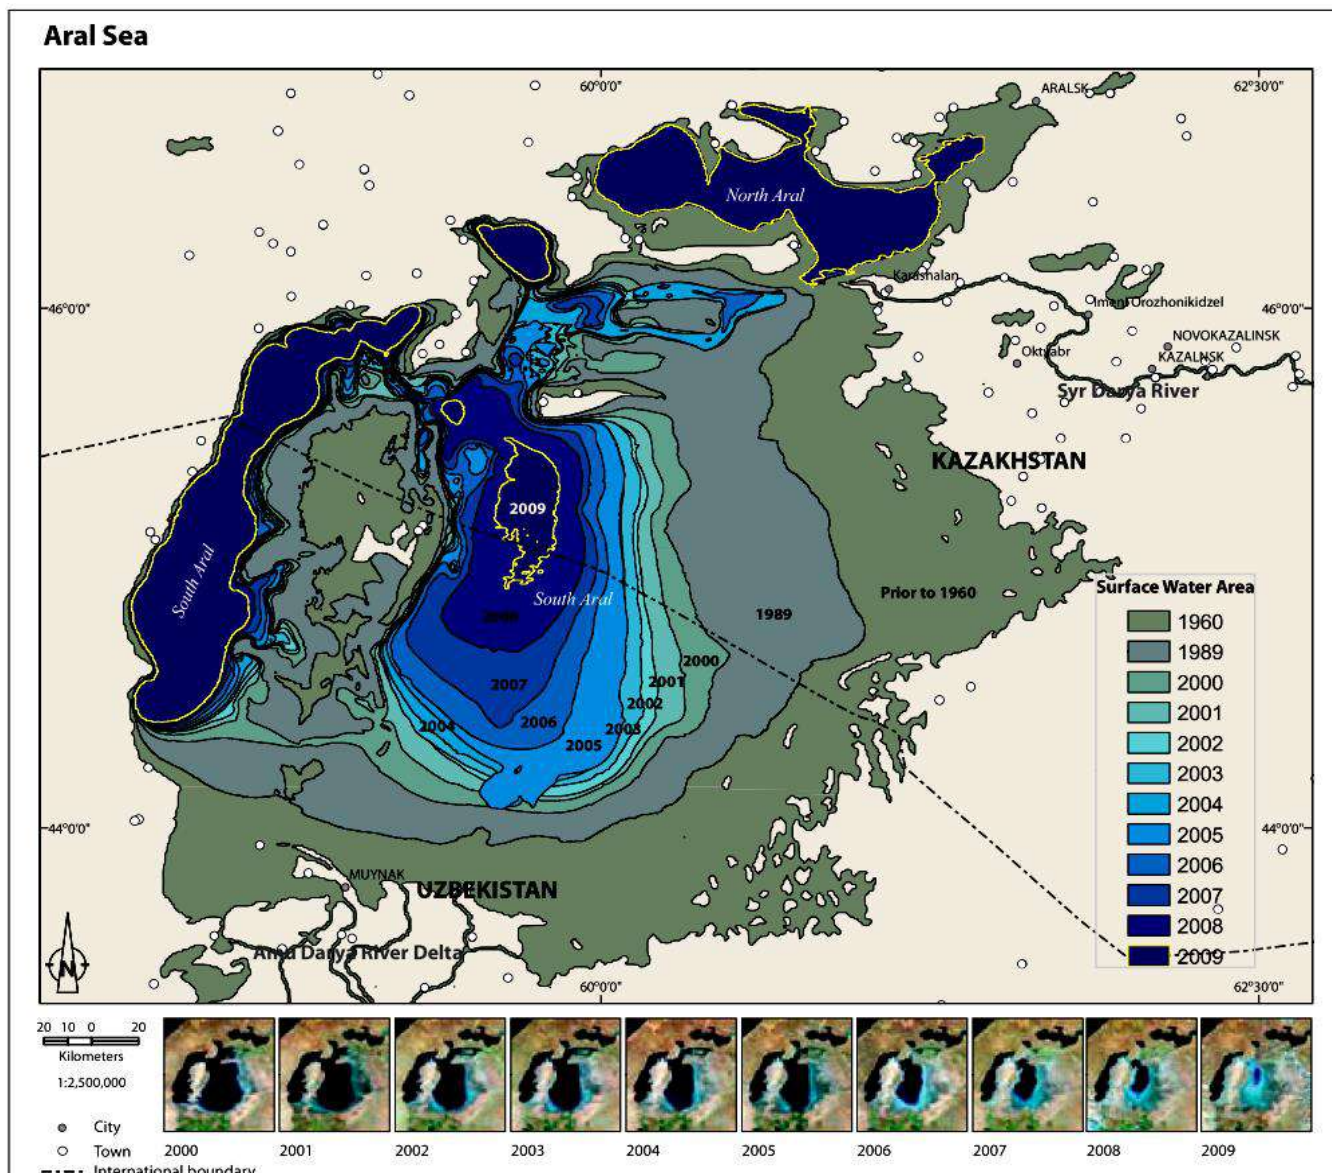 Aral Sea
60°0'0"
62°30'0"
ARALSK
North Aral
Karashalan
46°0'0"
46°0'0"
Imeni Orozhonikidzel
NOVOKAZALINSK
Oktyabr
KAZALNSK
Syr Darya River
KAZAKHSTAN
2009
South Aral
South Aral
Prior to 1960
1989
2000
2001
2002
2003
2004
2005
2006
2007
Surface Water Area
1960
1989
2000
2001
2002
2003
2004
2005
2006
2007
2008
2009
44°0'0"
44°0'0"
MUYNAK
UZBEKISTAN
Amu Darya River Delta
N
60°0'0"
62°30'0"
20 10 0 20
Kilometers
1:2,500,000
City
Town
International boundary
2000 2001 2002 2003 2004 2005 2006 2007 2008 2009